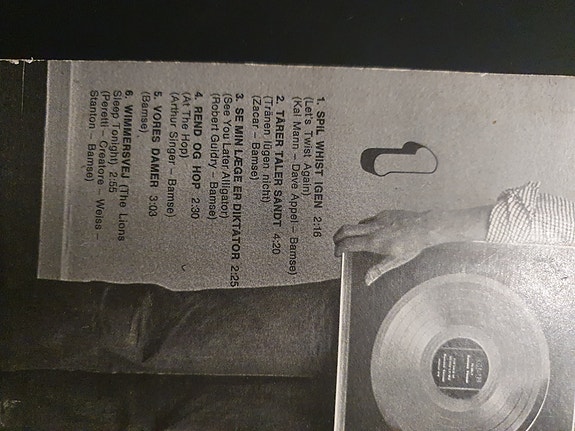 1. SPIL WHIST IGEN 2:16
(Let's Twist Again)
(Kal Mann – Dave Appel – Bamse)
2. TÅRER TALER SANDT 4:20
(Tränen lügen nicht)
(Zacar – Bamse)
3. SE MIN LÆGE ER DIKTATOR 2:25
(See You Later Alligator)
(Robert Guidry – Bamse)
4. REND OG HOP 2:30
(At The Hop)
(Arthur Singer – Bamse)
5. VORES DAMER 3:03
(Bamse)
6. WIMMERSVEJ (The Lions
Sleep Tonight) 2:55
(Peretti – Creatore – Weiss –
Stanton – Bamse)